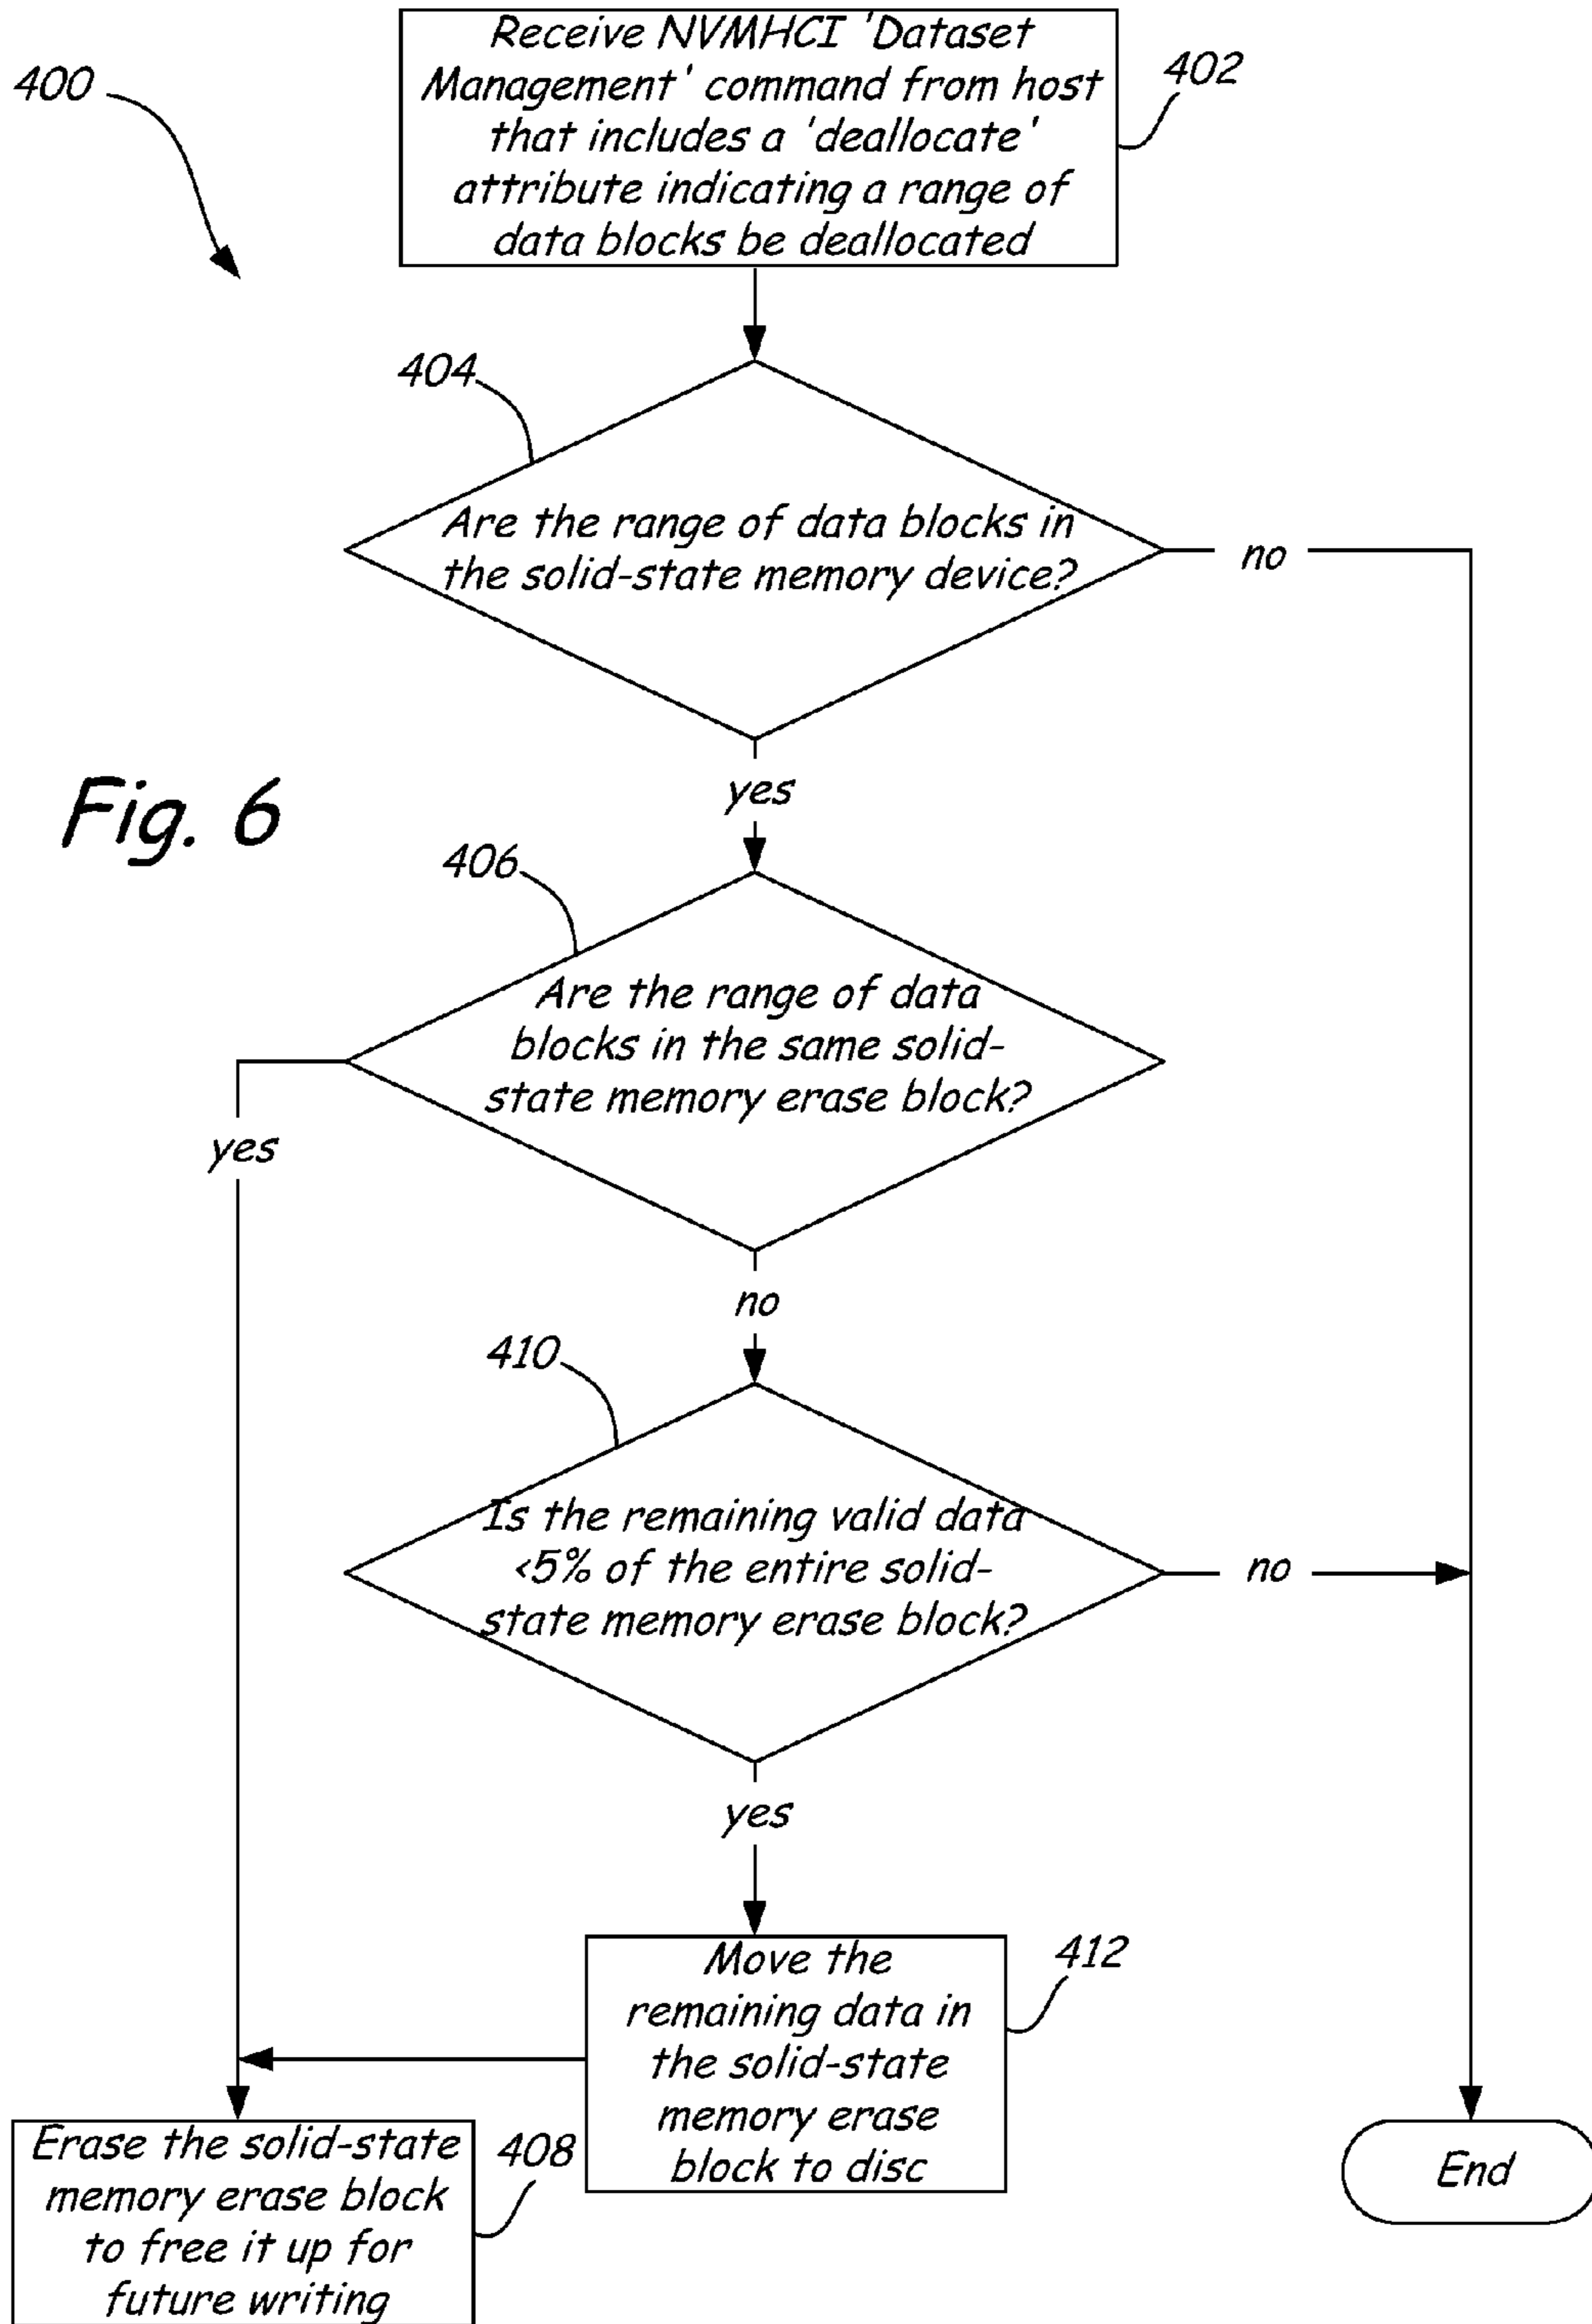 Receive NVMHCI 'Dataset
Management' command from host
that includes a 'deallocate'
attribute indicating a range of
data blocks be deallocated
402
400
404
Are the range of data blocks in
the solid-state memory device?
no
yes
Fig. 6
406
Are the range of data
blocks in the same solid-
state memory erase block?
yes
no
410
Is the remaining valid data
<5% of the entire solid-
state memory erase block?
no
yes
Move the
remaining data in
the solid-state
memory erase
block to disc
412
Erase the solid-state
memory erase block
to free it up for
future writing
408
End